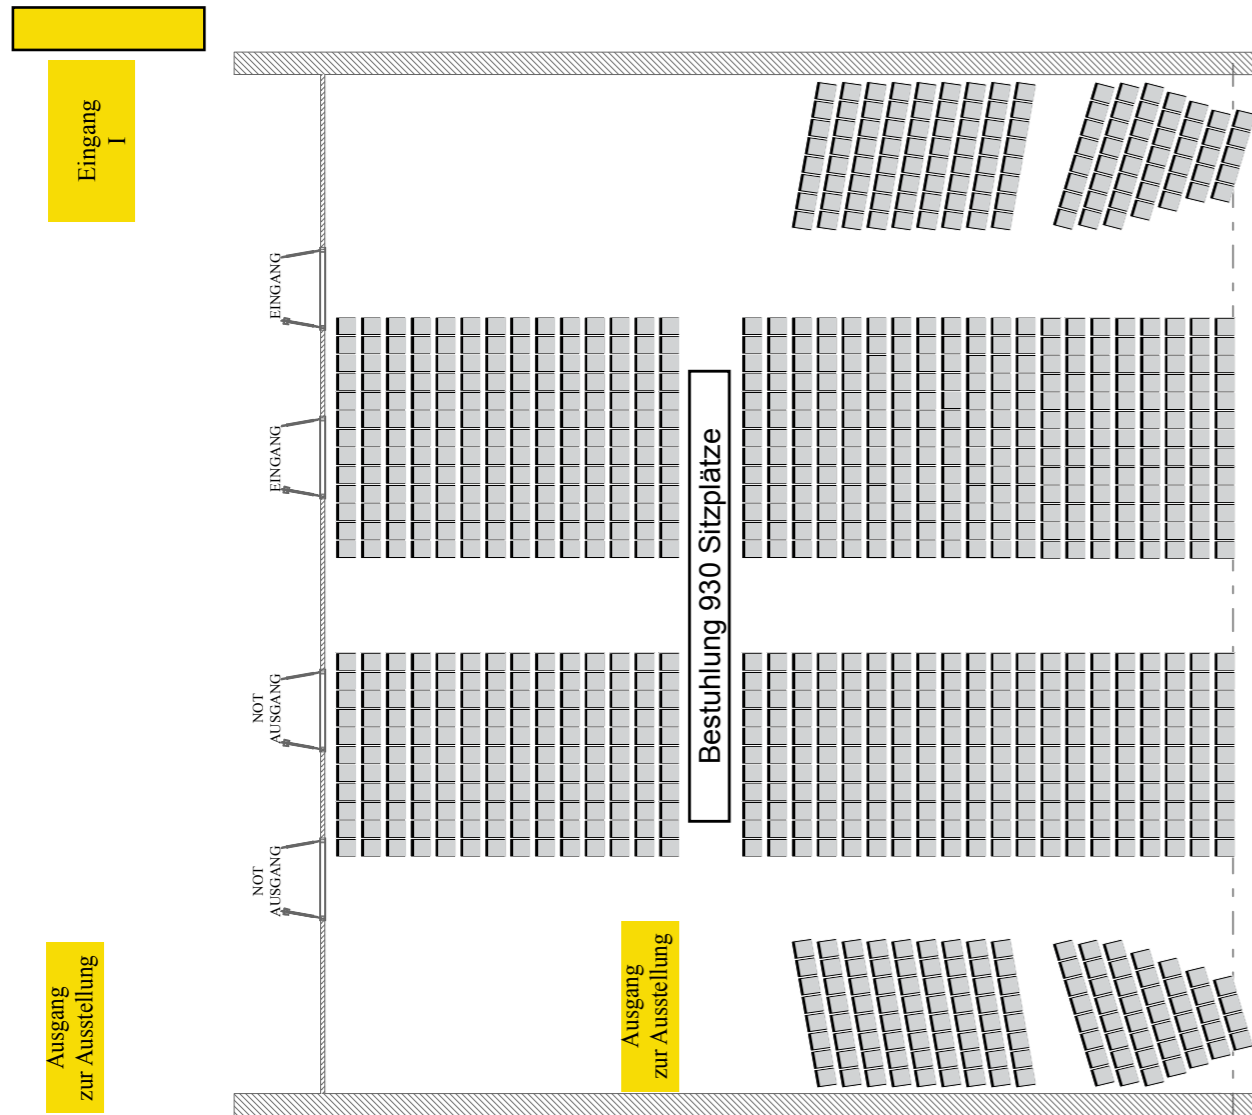 Eingang
I
EINGANG
EINGANG
NOT
AUSGANG
NOT
AUSGANG
Bestuhlung 930 Sitzplätze
Ausgang
zur Ausstellung
Ausgang
zur Ausstellung